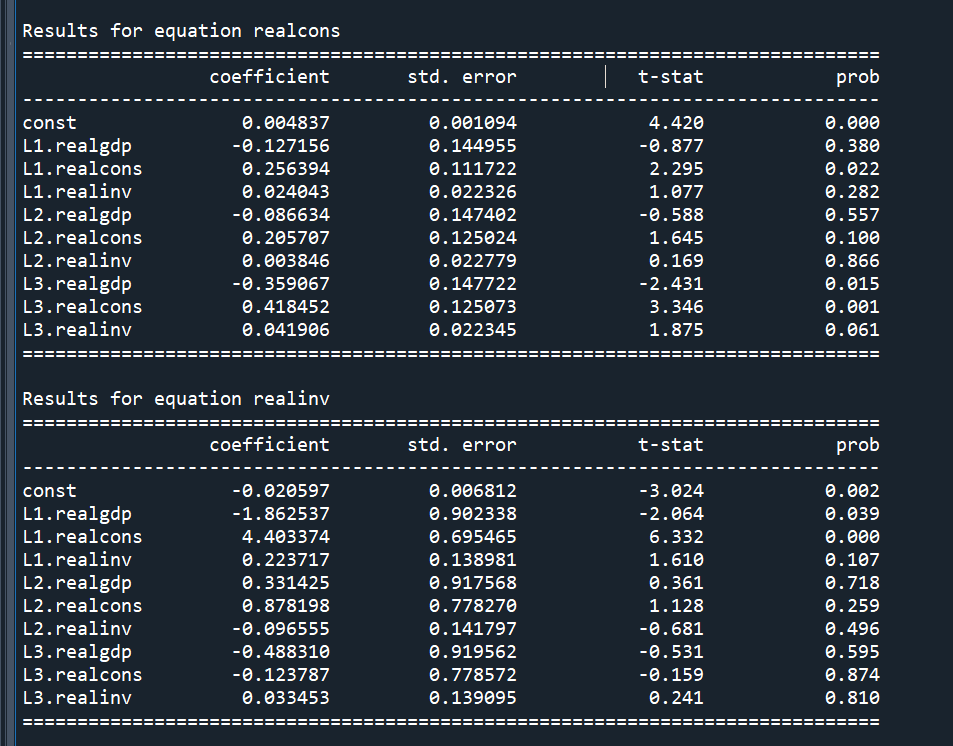 Results for equation realcons
==============================================================================
                 coefficient       std. error           t-stat            prob
------------------------------------------------------------------------------
const               0.004837         0.001094            4.420           0.000
L1.realgdp         -0.127156         0.144955           -0.877           0.380
L1.realcons         0.256394         0.111722            2.295           0.022
L1.realinv          0.024043         0.022326            1.077           0.282
L2.realgdp         -0.086634         0.147402           -0.588           0.557
L2.realcons         0.205707         0.125024            1.645           0.100
L2.realinv          0.003846         0.022779            0.169           0.866
L3.realgdp         -0.359067         0.147722           -2.431           0.015
L3.realcons         0.418452         0.125073            3.346           0.001
L3.realinv          0.041906         0.022345            1.875           0.061
==============================================================================

Results for equation realinv
==============================================================================
                 coefficient       std. error           t-stat            prob
------------------------------------------------------------------------------
const              -0.020597         0.006812           -3.024           0.002
L1.realgdp         -1.862537         0.902338           -2.064           0.039
L1.realcons         4.403374         0.695465            6.332           0.000
L1.realinv          0.223717         0.138981            1.610           0.107
L2.realgdp          0.331425         0.917568            0.361           0.718
L2.realcons         0.878198         0.778270            1.128           0.259
L2.realinv         -0.096555         0.141797           -0.681           0.496
L3.realgdp         -0.488310         0.919562           -0.531           0.595
L3.realcons        -0.123787         0.778572           -0.159           0.874
L3.realinv          0.033453         0.139095            0.241           0.810
==============================================================================